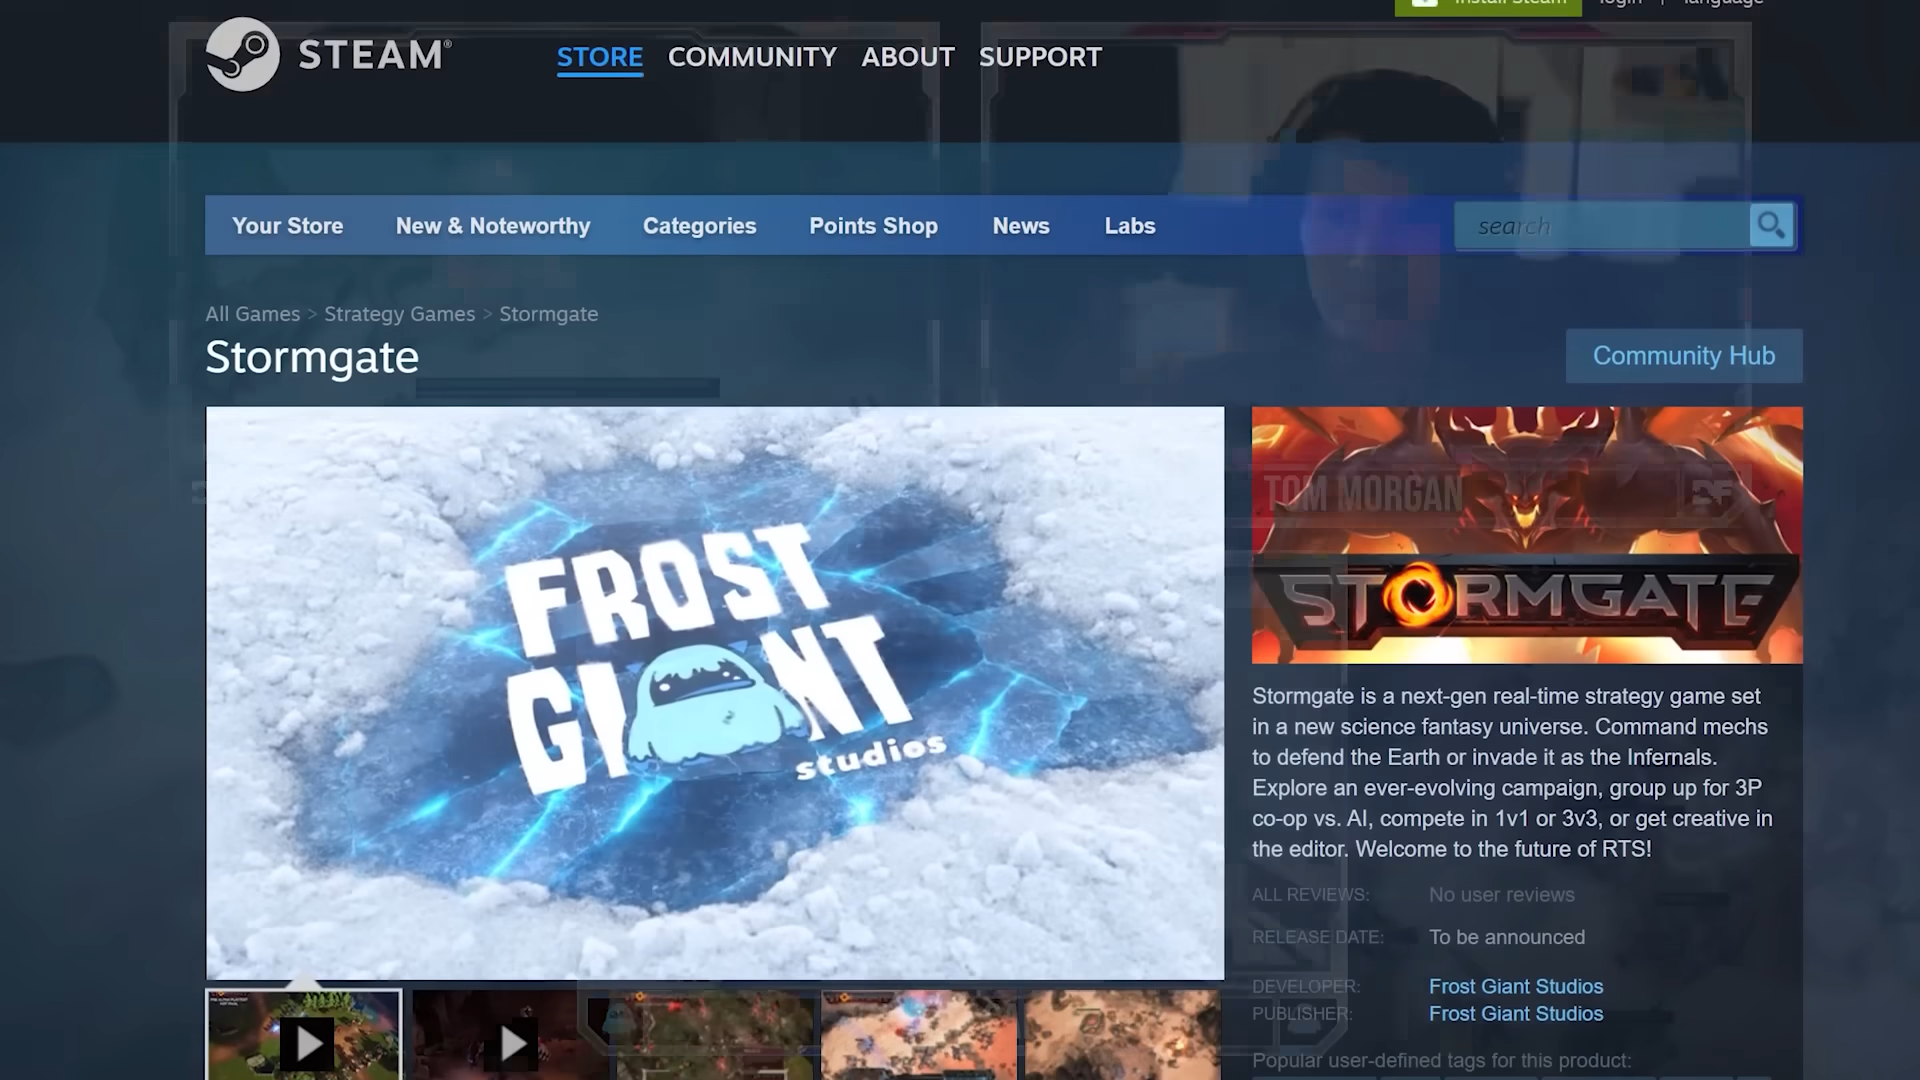 Install Steam
login | language
STEAM®
STORE COMMUNITY ABOUT SUPPORT
Your Store New & Noteworthy Categories Points Shop News Labs search
All Games > Strategy Games > Stormgate
Stormgate
Community Hub
FROST
GIANT
studios
TOM MORGAN
DF
STORMGATE
Stormgate is a next-gen real-time strategy game set
in a new science fantasy universe. Command mechs
to defend the Earth or invade it as the Infernals.
Explore an ever-evolving campaign, group up for 3P
co-op vs. AI, compete in 1v1 or 3v3, or get creative in
the editor. Welcome to the future of RTS!
ALL REVIEWS: No user reviews
RELEASE DATE: To be announced
DEVELOPER: Frost Giant Studios
PUBLISHER: Frost Giant Studios
Popular user-defined tags for this product: